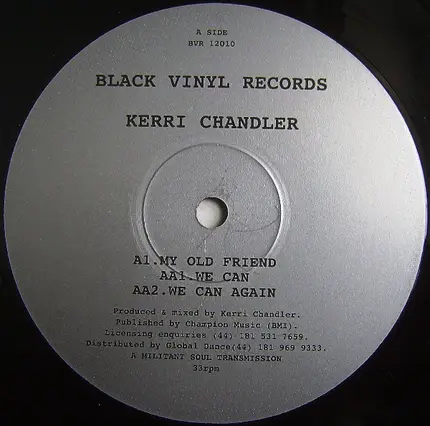 A SIDE
BVR 12010
BLACK VINYL RECORDS
KERRI CHANDLER
A1.MY OLD FRIEND
AA1.WE CAN
AA2.WE CAN AGAIN
Produced & mixed by Kerri Chandler.
Published by Champion Music (BMI).
Licensing enquiries (44) 181 531 7659.
Distributed by Global Dance(44) 181 969 9333.
A MILITANT SOUL TRANSMISSION
33rpm